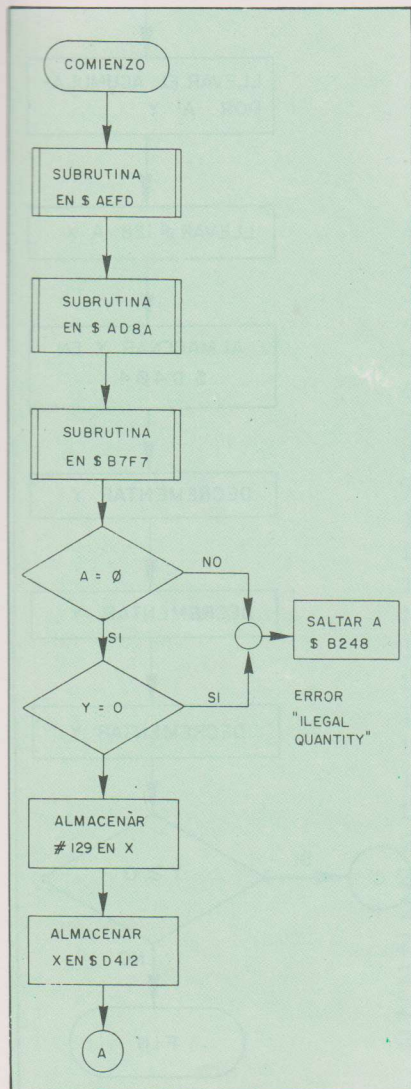 COMIENZO
SUBRUTINA
EN $ AEFD
SUBRUTINA
EN $ AD8A
SUBRUTINA
EN $ B7F7
A = Ø
NO
SALTAR A
$ B248
SI
Y = O
SI
ERROR
"ILEGAL
QUANTITY"
ALMACENAR
# 129 EN X
ALMACENAR
X EN $ D412
A